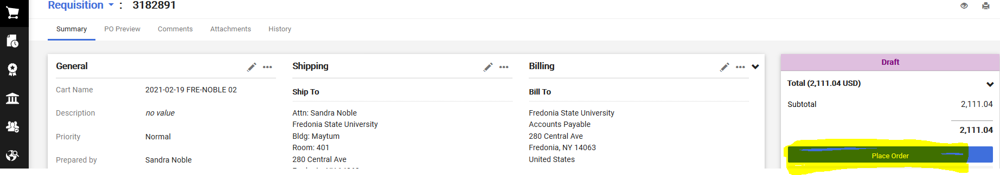 Requisition : 3182891
Summary PO Preview Comments Attachments History
General
Cart Name 2021-02-19 FRE-NOBLE 02
Description no value
Priority Normal
Prepared by Sandra Noble
Shipping
Ship To
Attn: Sandra Noble
Fredonia State University
Bldg: Maytum
Room: 401
280 Central Ave
Billing
Bill To
Fredonia State University
Accounts Payable
280 Central Ave
Fredonia, NY 14063
United States
Draft
Total (2,111.04 USD)
Subtotal 2,111.04
2,111.04
Place Order